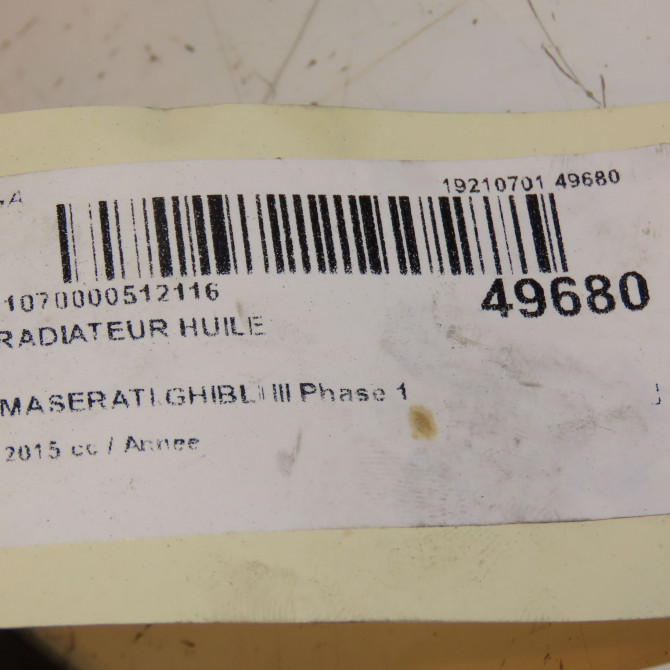 19210701 49680
1070000512116
49680
RADIATEUR HUILE
MASERATI GHIBLI III Phase 1
2015 cc / Annee